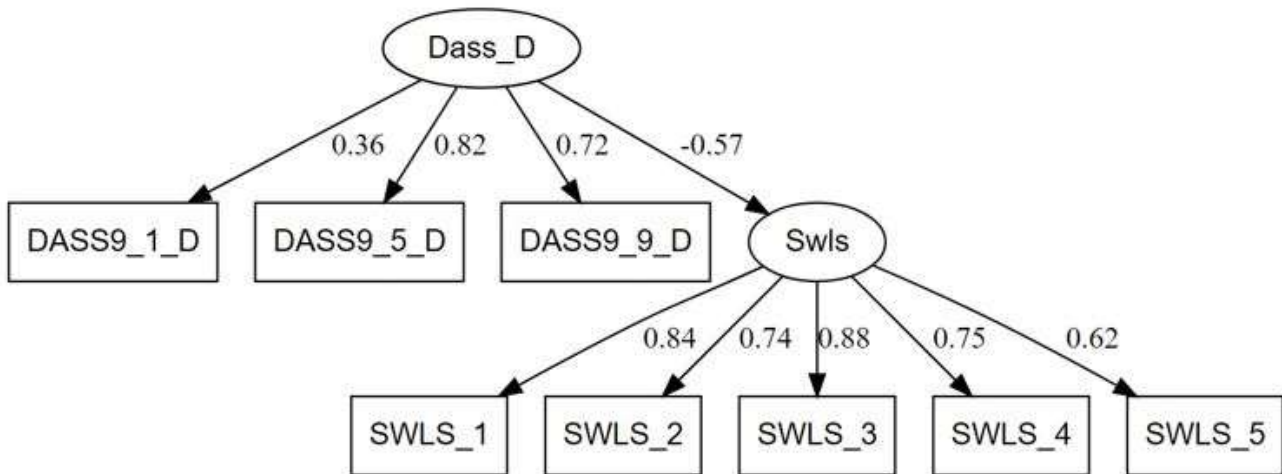 Dass_D
0.36 0.82 0.72 -0.57
DASS9_1_D DASS9_5_D DASS9_9_D Swls
0.84 0.74 0.88 0.75 0.62
SWLS_1 SWLS_2 SWLS_3 SWLS_4 SWLS_5